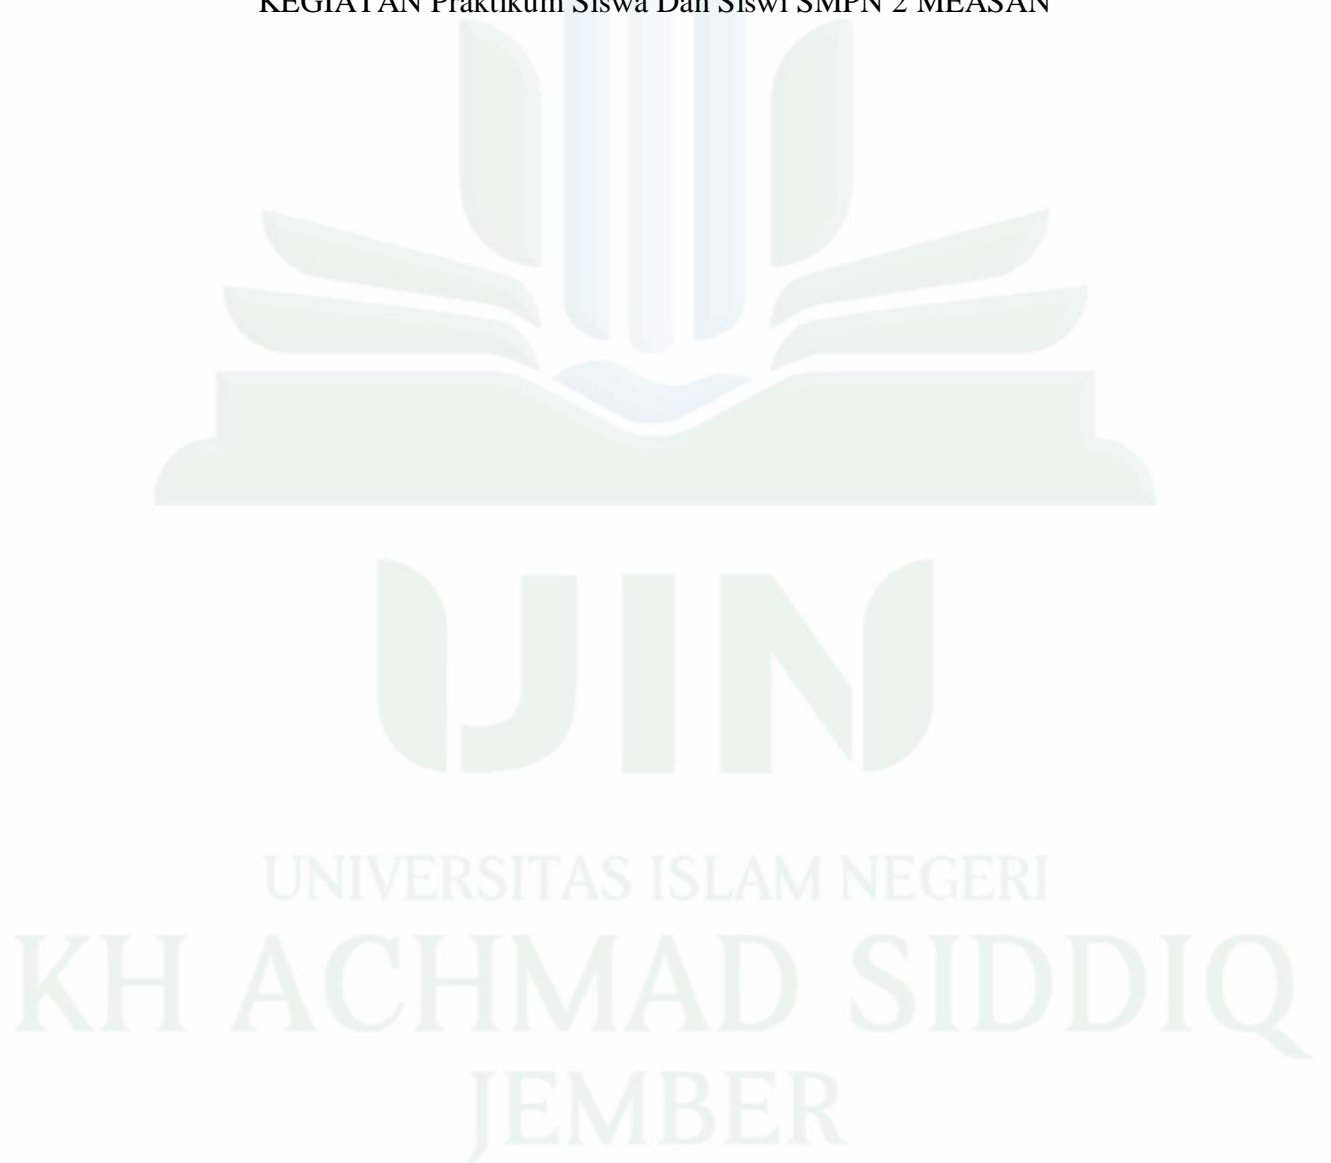 KEGIATAN Praktikum Siswa Dan Siswi SMPN 2 MEASAN
UIN
UNIVERSITAS ISLAM NEGERI
KH ACHMAD SIDDIQ
JEMBER